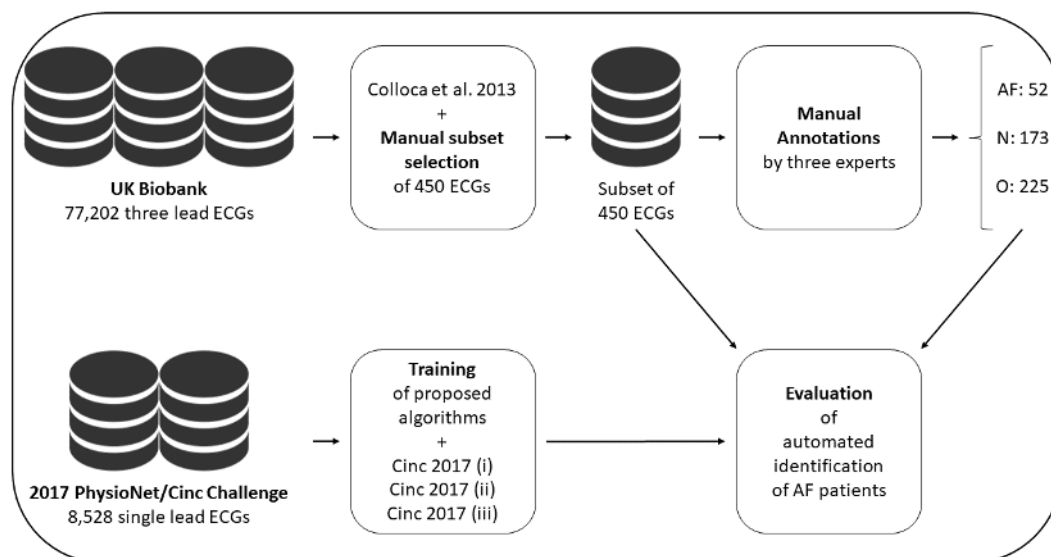 Colloca et al. 2013
+
Manual subset
selection
of 450 ECGs
UK Biobank
77,202 three lead ECGs
Subset of
450 ECGs
Manual
Annotations
by three experts
AF: 52
N: 173
O: 225
2017 PhysioNet/Cinc Challenge
8,528 single lead ECGs
Training
of proposed
algorithms
+
Cinc 2017 (i)
Cinc 2017 (ii)
Cinc 2017 (iii)
Evaluation
of
automated
identification
of AF patients